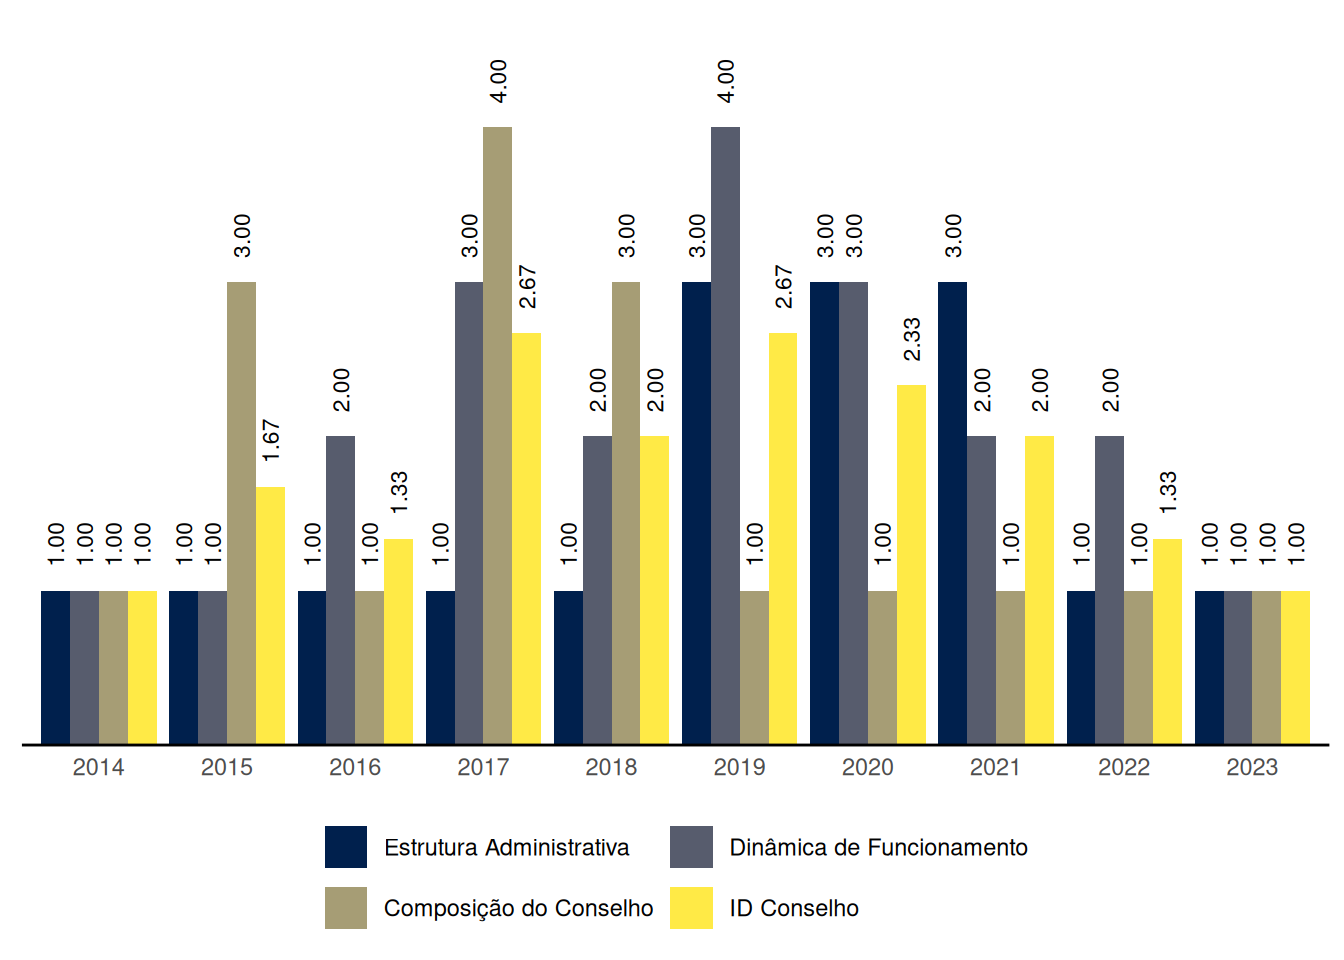 4.00 4.00
3.00 3.00 3.00 3.00 3.00 3.00 3.00
2.67 2.67
2.33
2.00 2.00 2.00 2.00 2.00 2.00
1.67
1.33 1.33
1.00 1.00 1.00 1.00 1.00 1.00 1.00 1.00 1.00 1.00 1.00 1.00 1.00 1.00 1.00 1.00 1.00 1.00 1.00
2014 2015 2016 2017 2018 2019 2020 2021 2022 2023
Estrutura Administrativa Dinâmica de Funcionamento
Composição do Conselho ID Conselho